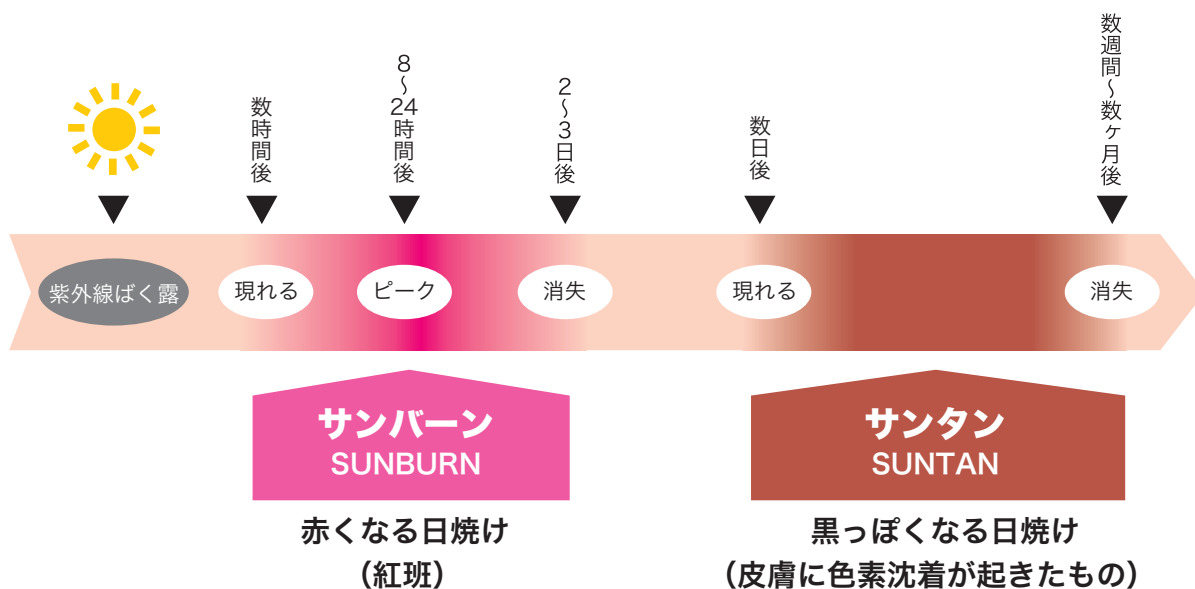 数時間後
8〜24時間後
2〜3日後
数日後
数週間〜数ヶ月後
紫外線ばく露
現れる
ピーク
消失
現れる
消失
サンバーン
SUNBURN
サンタン
SUNTAN
赤くなる日焼け
（紅班）
黒っぽくなる日焼け
（皮膚に色素沈着が起きたもの）